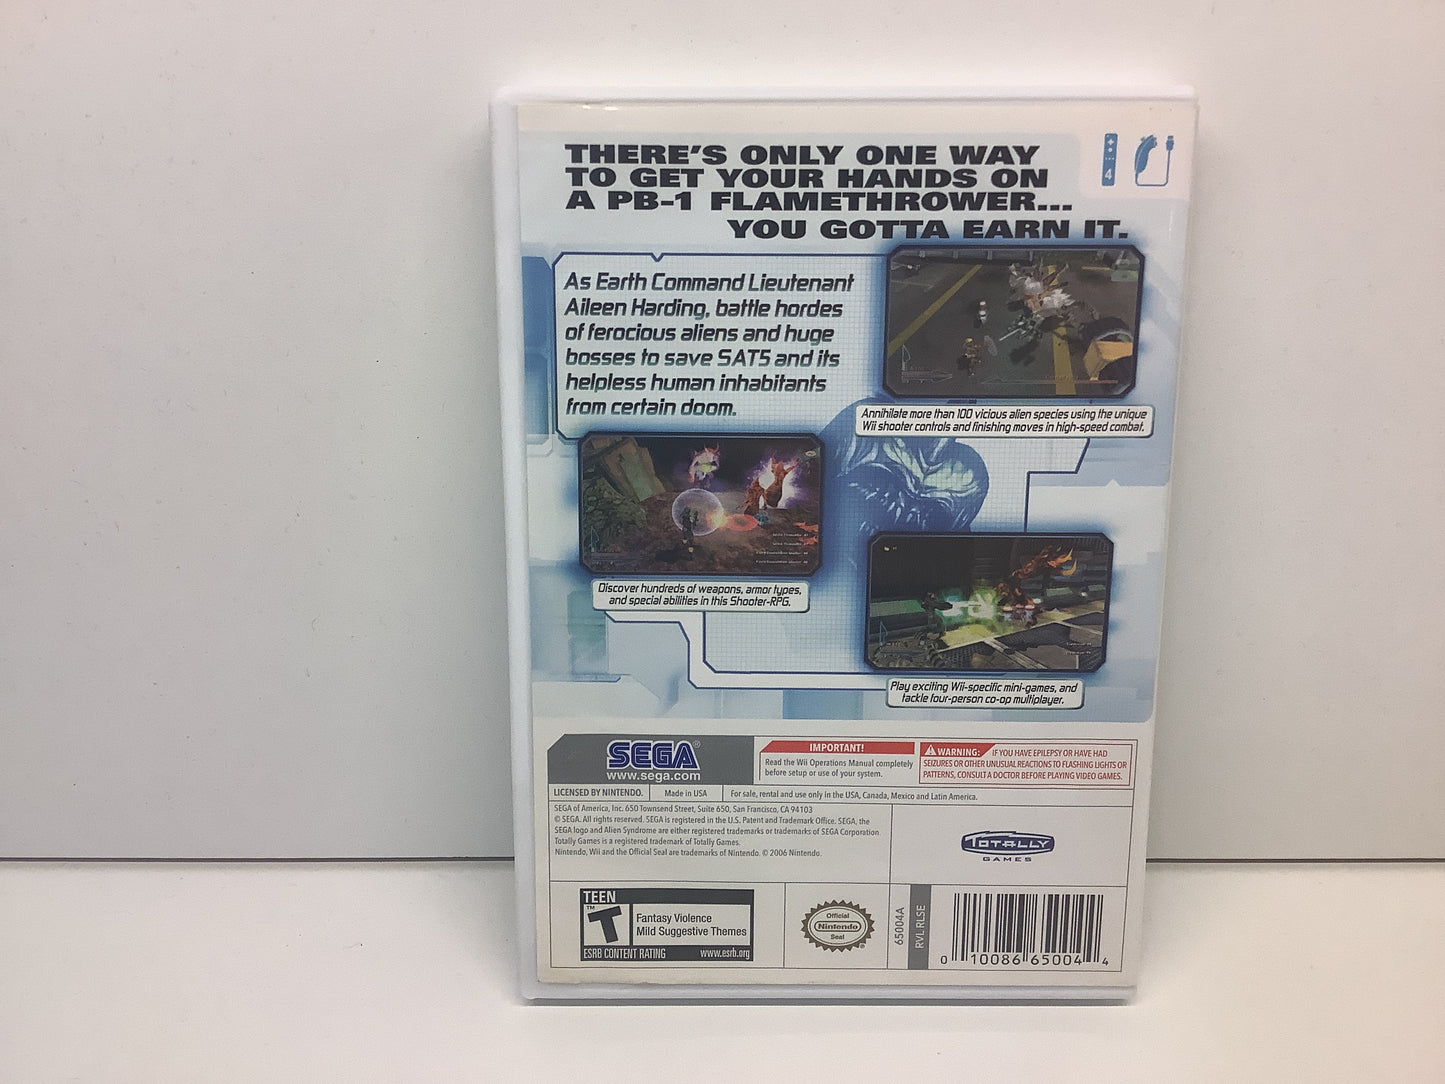 THERE'S ONLY ONE WAY
TO GET YOUR HANDS ON
A PB-1 FLAMETHROWER...
YOU GOTTA EARN IT.
4
As Earth Command Lieutenant
Aileen Harding, battle hordes
of ferocious aliens and huge
bosses to save SAT5 and its
helpless human inhabitants
from certain doom.
Annihilate more than 100 vicious alien species using the unique
Wii shooter controls and finishing moves in high-speed combat.
Discover hundreds of weapons, armor types,
and special abilities in this Shooter-RPG.
Play exciting Wii-specific mini-games, and
tackle four-person co-op multiplayer.
SEGA®
www.sega.com
IMPORTANT!
Read the Wii Operations Manual completely
before setup or use of your system.
WARNING: IF YOU HAVE EPILEPSY OR HAVE HAD
SEIZURES OR OTHER UNUSUAL REACTIONS TO FLASHING LIGHTS OR
PATTERNS, CONSULT A DOCTOR BEFORE PLAYING VIDEO GAMES.
LICENSED BY NINTENDO.
Made in USA
For sale, rental and use only in the USA, Canada, Mexico and Latin America.
SEGA of America, Inc. 650 Townsend Street, Suite 650, San Francisco, CA 94103
© SEGA. All rights reserved. SEGA is registered in the U.S. Patent and Trademark Office. SEGA, the
SEGA logo and Alien Syndrome are either registered trademarks or trademarks of SEGA Corporation.
Totally Games is a registered trademark of Totally Games.
Nintendo, Wii and the Official Seal are trademarks of Nintendo. © 2006 Nintendo.
TOTALLY
GAMES
TEEN
T™
Fantasy Violence
Mild Suggestive Themes
ESRB CONTENT RATING www.esrb.org
Official
Nintendo
Seal
65004A
RVL RLSE
0 10086 65004 4